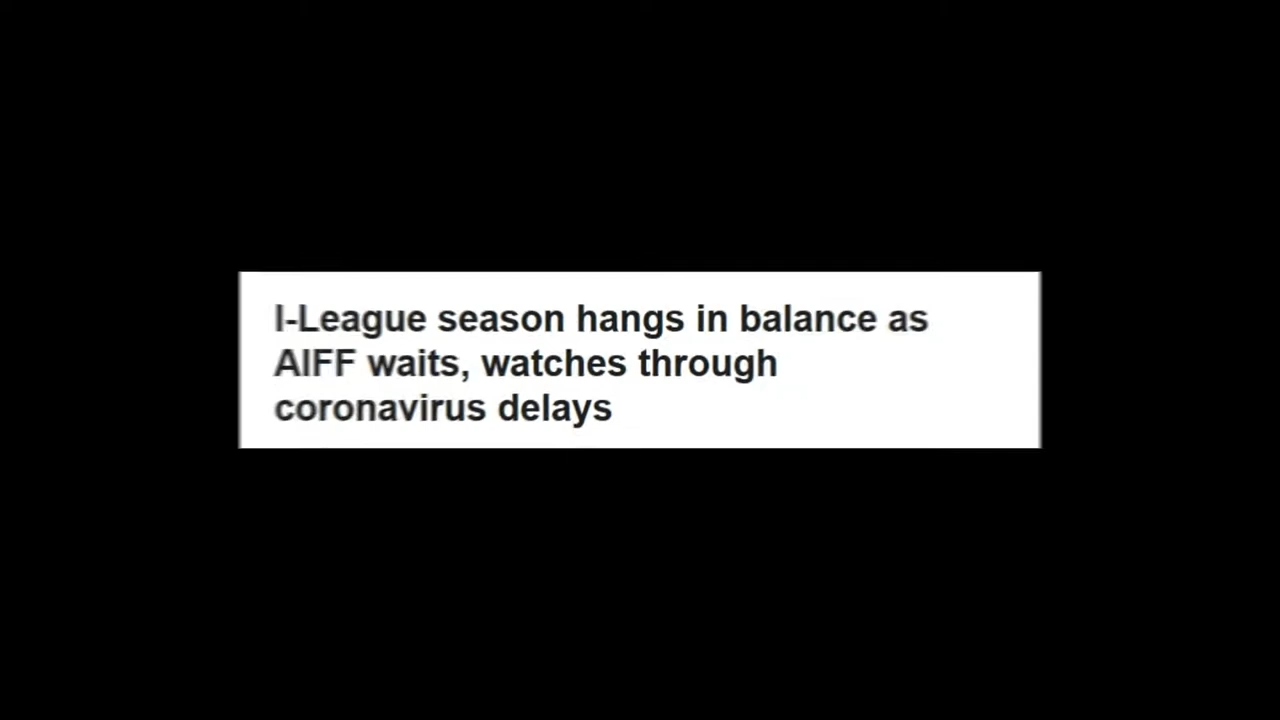 I-League season hangs in balance as
AIFF waits, watches through
coronavirus delays